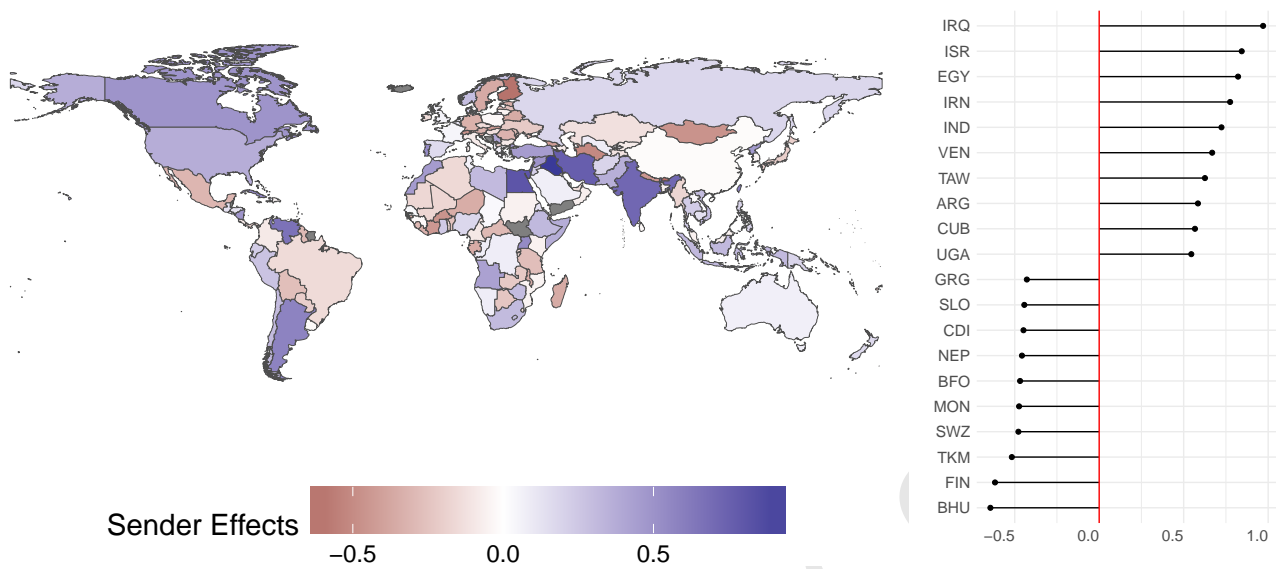 IRQ
ISR
EGY
IRN
IND
VEN
TAW
ARG
CUB
UGA
GRG
SLO
CDI
NEP
BFO
MON
SWZ
TKM
FIN
BHU
−0.5 0.0 0.5 1.0
Sender Effects
−0.5 0.0 0.5